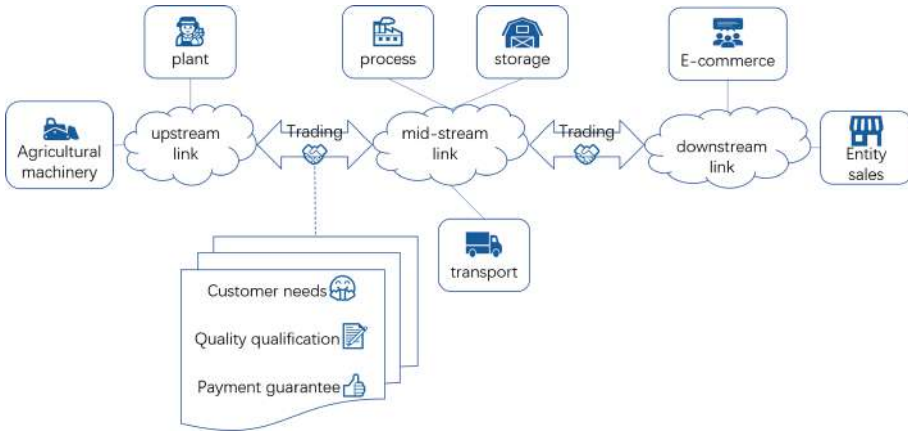 plant
process
storage
E-commerce
Agricultural
machinery
upstream
link
Trading
mid-stream
link
Trading
downstream
link
Entity
sales
transport
Customer needs
Quality qualification
Payment guarantee